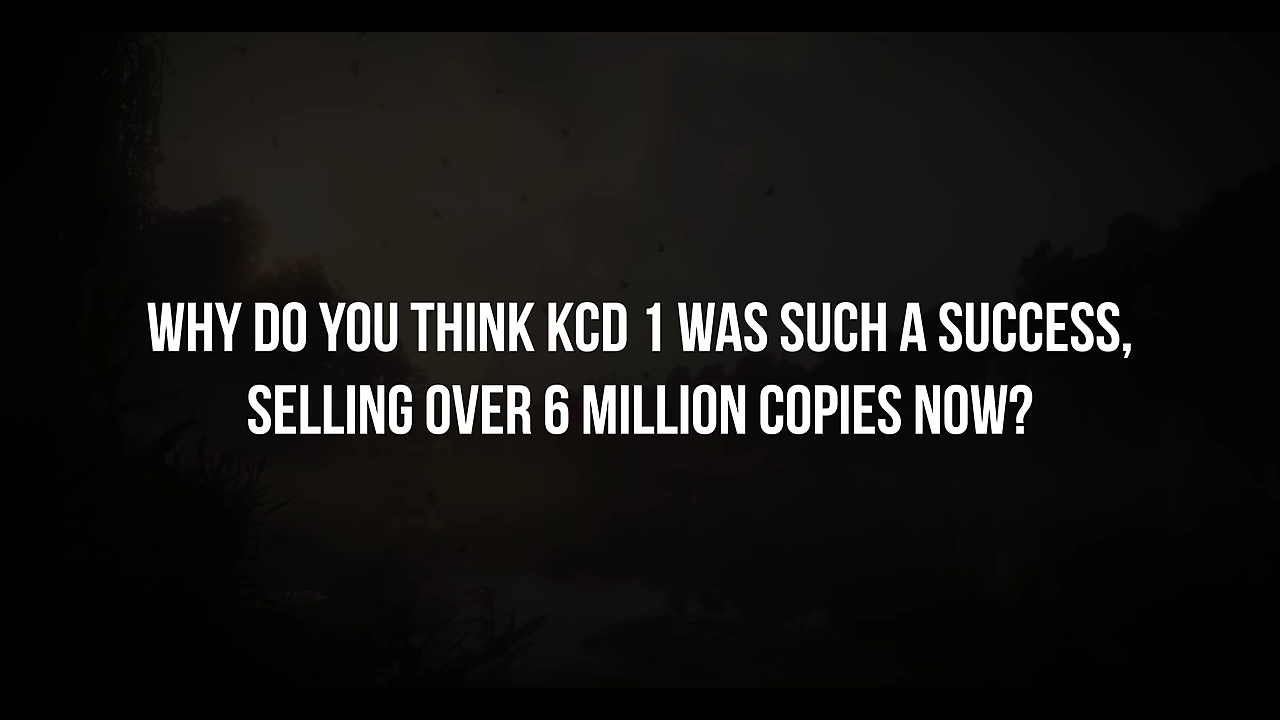 WHY DO YOU THINK KCD 1 WAS SUCH A SUCCESS,
SELLING OVER 6 MILLION COPIES NOW?